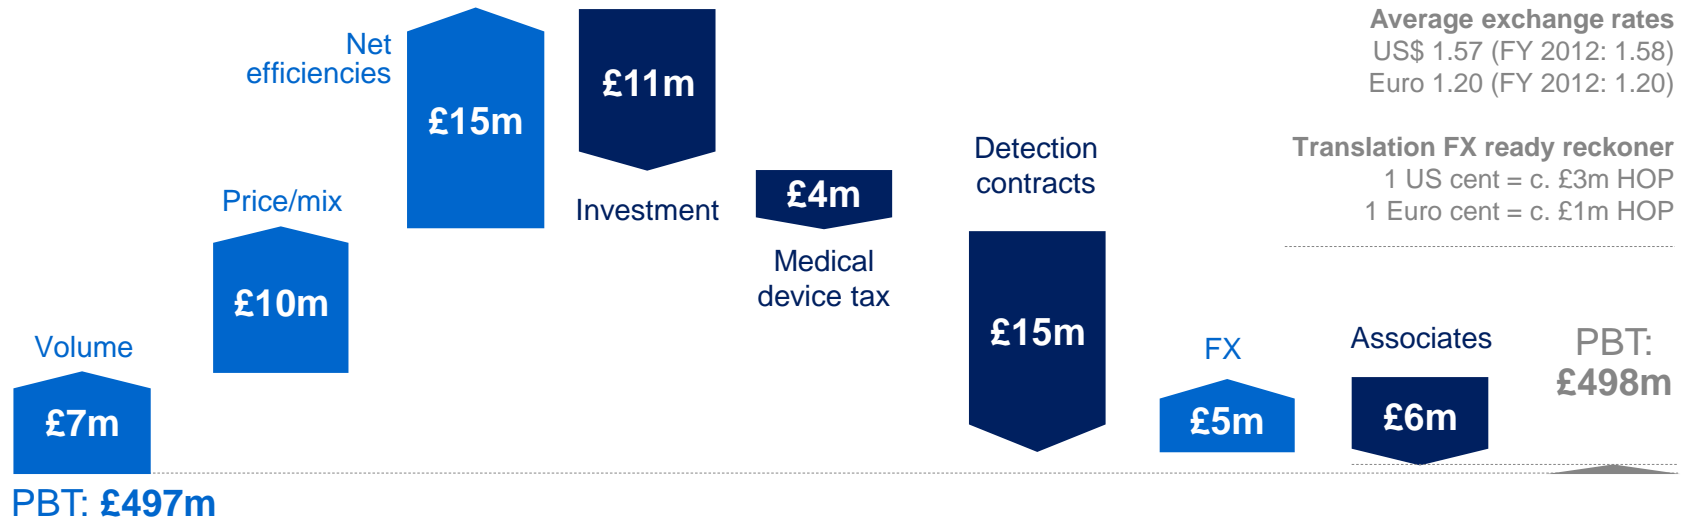 Net
efficiencies
£15m
£11m
Investment
Average exchange rates
US$ 1.57 (FY 2012: 1.58)
Euro 1.20 (FY 2012: 1.20)
Translation FX ready reckoner
1 US cent = c. £3m HOP
1 Euro cent = c. £1m HOP
Price/mix
£10m
£4m
Medical
device tax
Detection
contracts
£15m
Volume
£7m
FX
£5m
Associates
£6m
PBT:
£498m
PBT: £497m